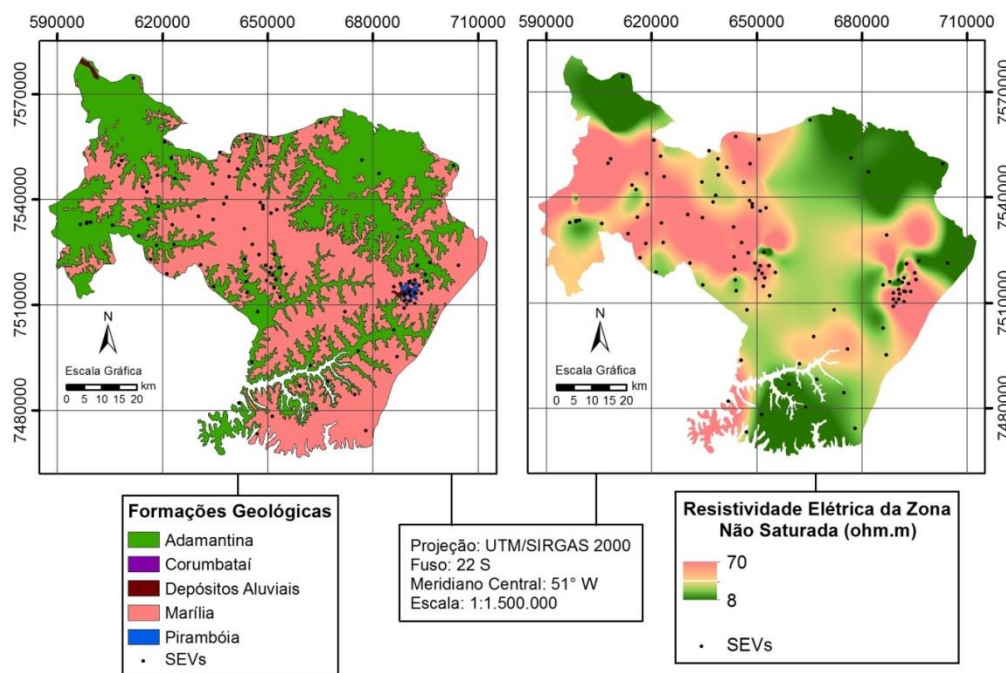 590000 620000 650000 680000 710000
590000 620000 650000 680000 710000
7570000
7540000
7510000
7480000
7570000
7540000
7510000
7480000
N
Escala Gráfica
km
0 5 10 15 20
N
Escala Gráfica
km
0 5 10 15 20
Formações Geológicas
Adamantina
Corumbataí
Depósitos Aluviais
Marília
Pirambóia
SEVs
Projeção: UTM/SIRGAS 2000
Fuso: 22 S
Meridiano Central: 51° W
Escala: 1:1.500.000
Resistividade Elétrica da Zona
Não Saturada (ohm.m)
70
8
SEVs